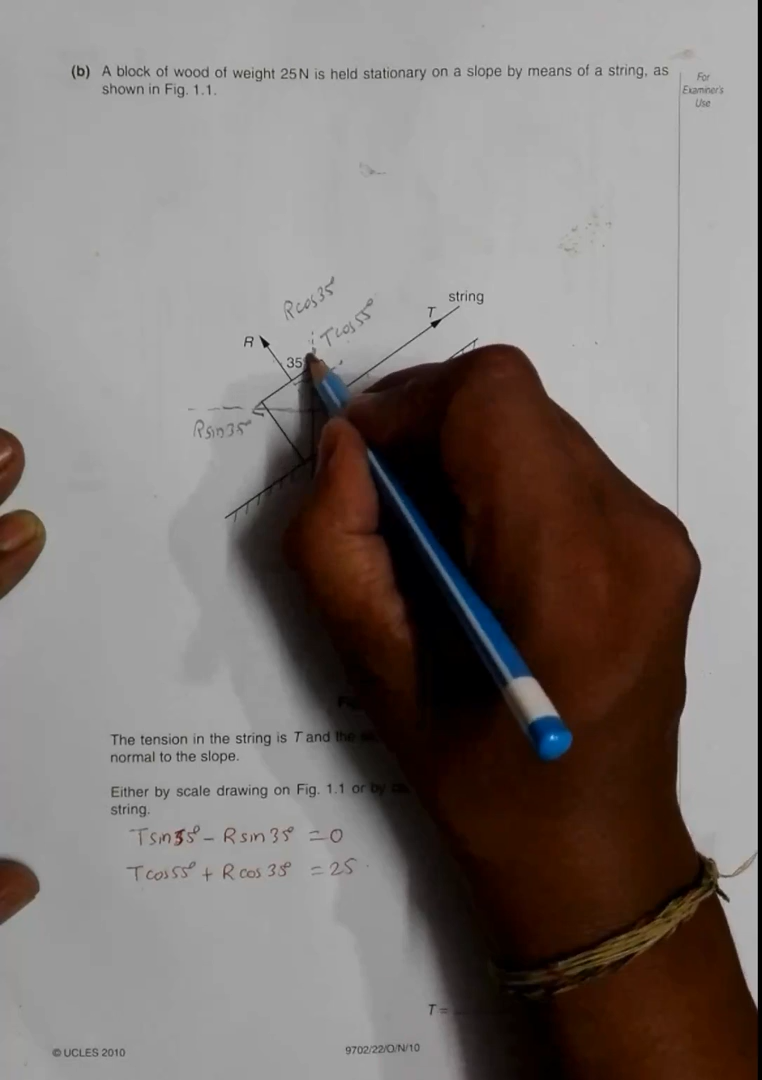 (b) A block of wood of weight 25 N is held stationary on a slope by means of a string, as
shown in Fig. 1.1.
For
Examiner's
Use
string
T
Rcos35°
Tcos55°
R
35
Rsin35°
The tension in the string is T and the
normal to the slope.
Either by scale drawing on Fig. 1.1 or by
string.
Tsin55° – Rsin35° = 0
Tcos55° + Rcos35° = 25
T =
© UCLES 2010
9702/22/O/N/10